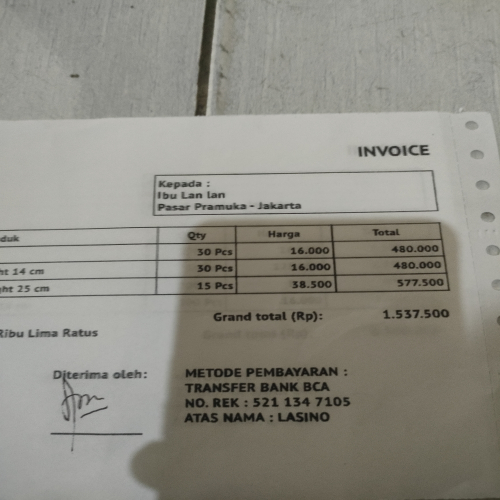 INVOICE
Kepada :
Ibu Lan lan
Pasar Pramuka - Jakarta
duk Qty Harga Total
30 Pcs 16.000 480.000
ht 14 cm 30 Pcs 16.000 480.000
ght 25 cm 15 Pcs 38.500 577.500
Grand total (Rp): 1.537.500
Ribu Lima Ratus
Diterima oleh:
METODE PEMBAYARAN :
TRANSFER BANK BCA
NO. REK : 521 134 7105
ATAS NAMA : LASINO